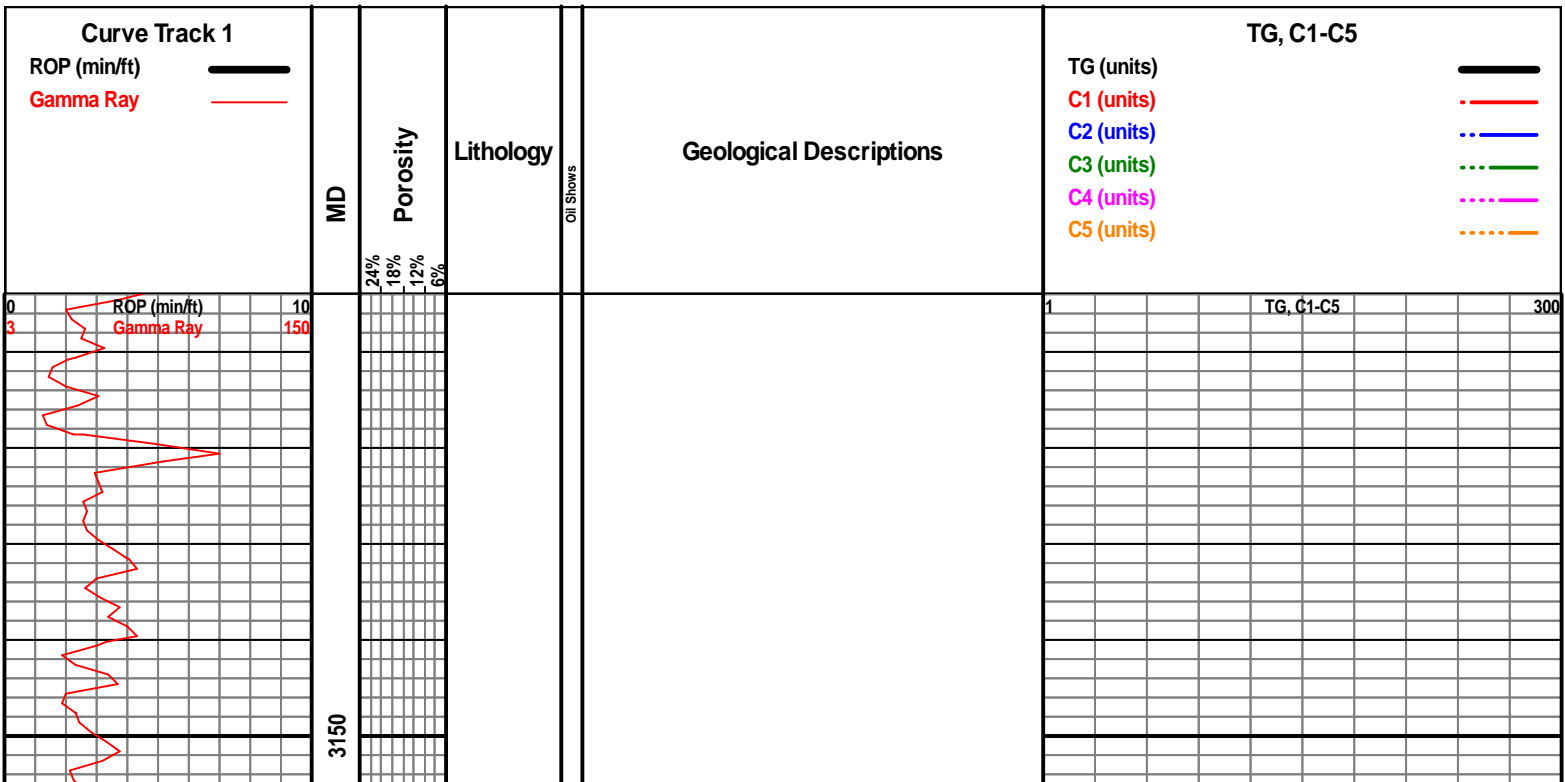 Curve Track 1
ROP (min/ft)
Gamma Ray
MD
Porosity
24%
18%
12%
6%
Lithology
Oil Shows
Geological Descriptions
TG, C1-C5
TG (units)
C1 (units)
C2 (units)
C3 (units)
C4 (units)
C5 (units)
0 ROP (min/ft) 10
3 Gamma Ray 150
1 TG, C1-C5 300
3150